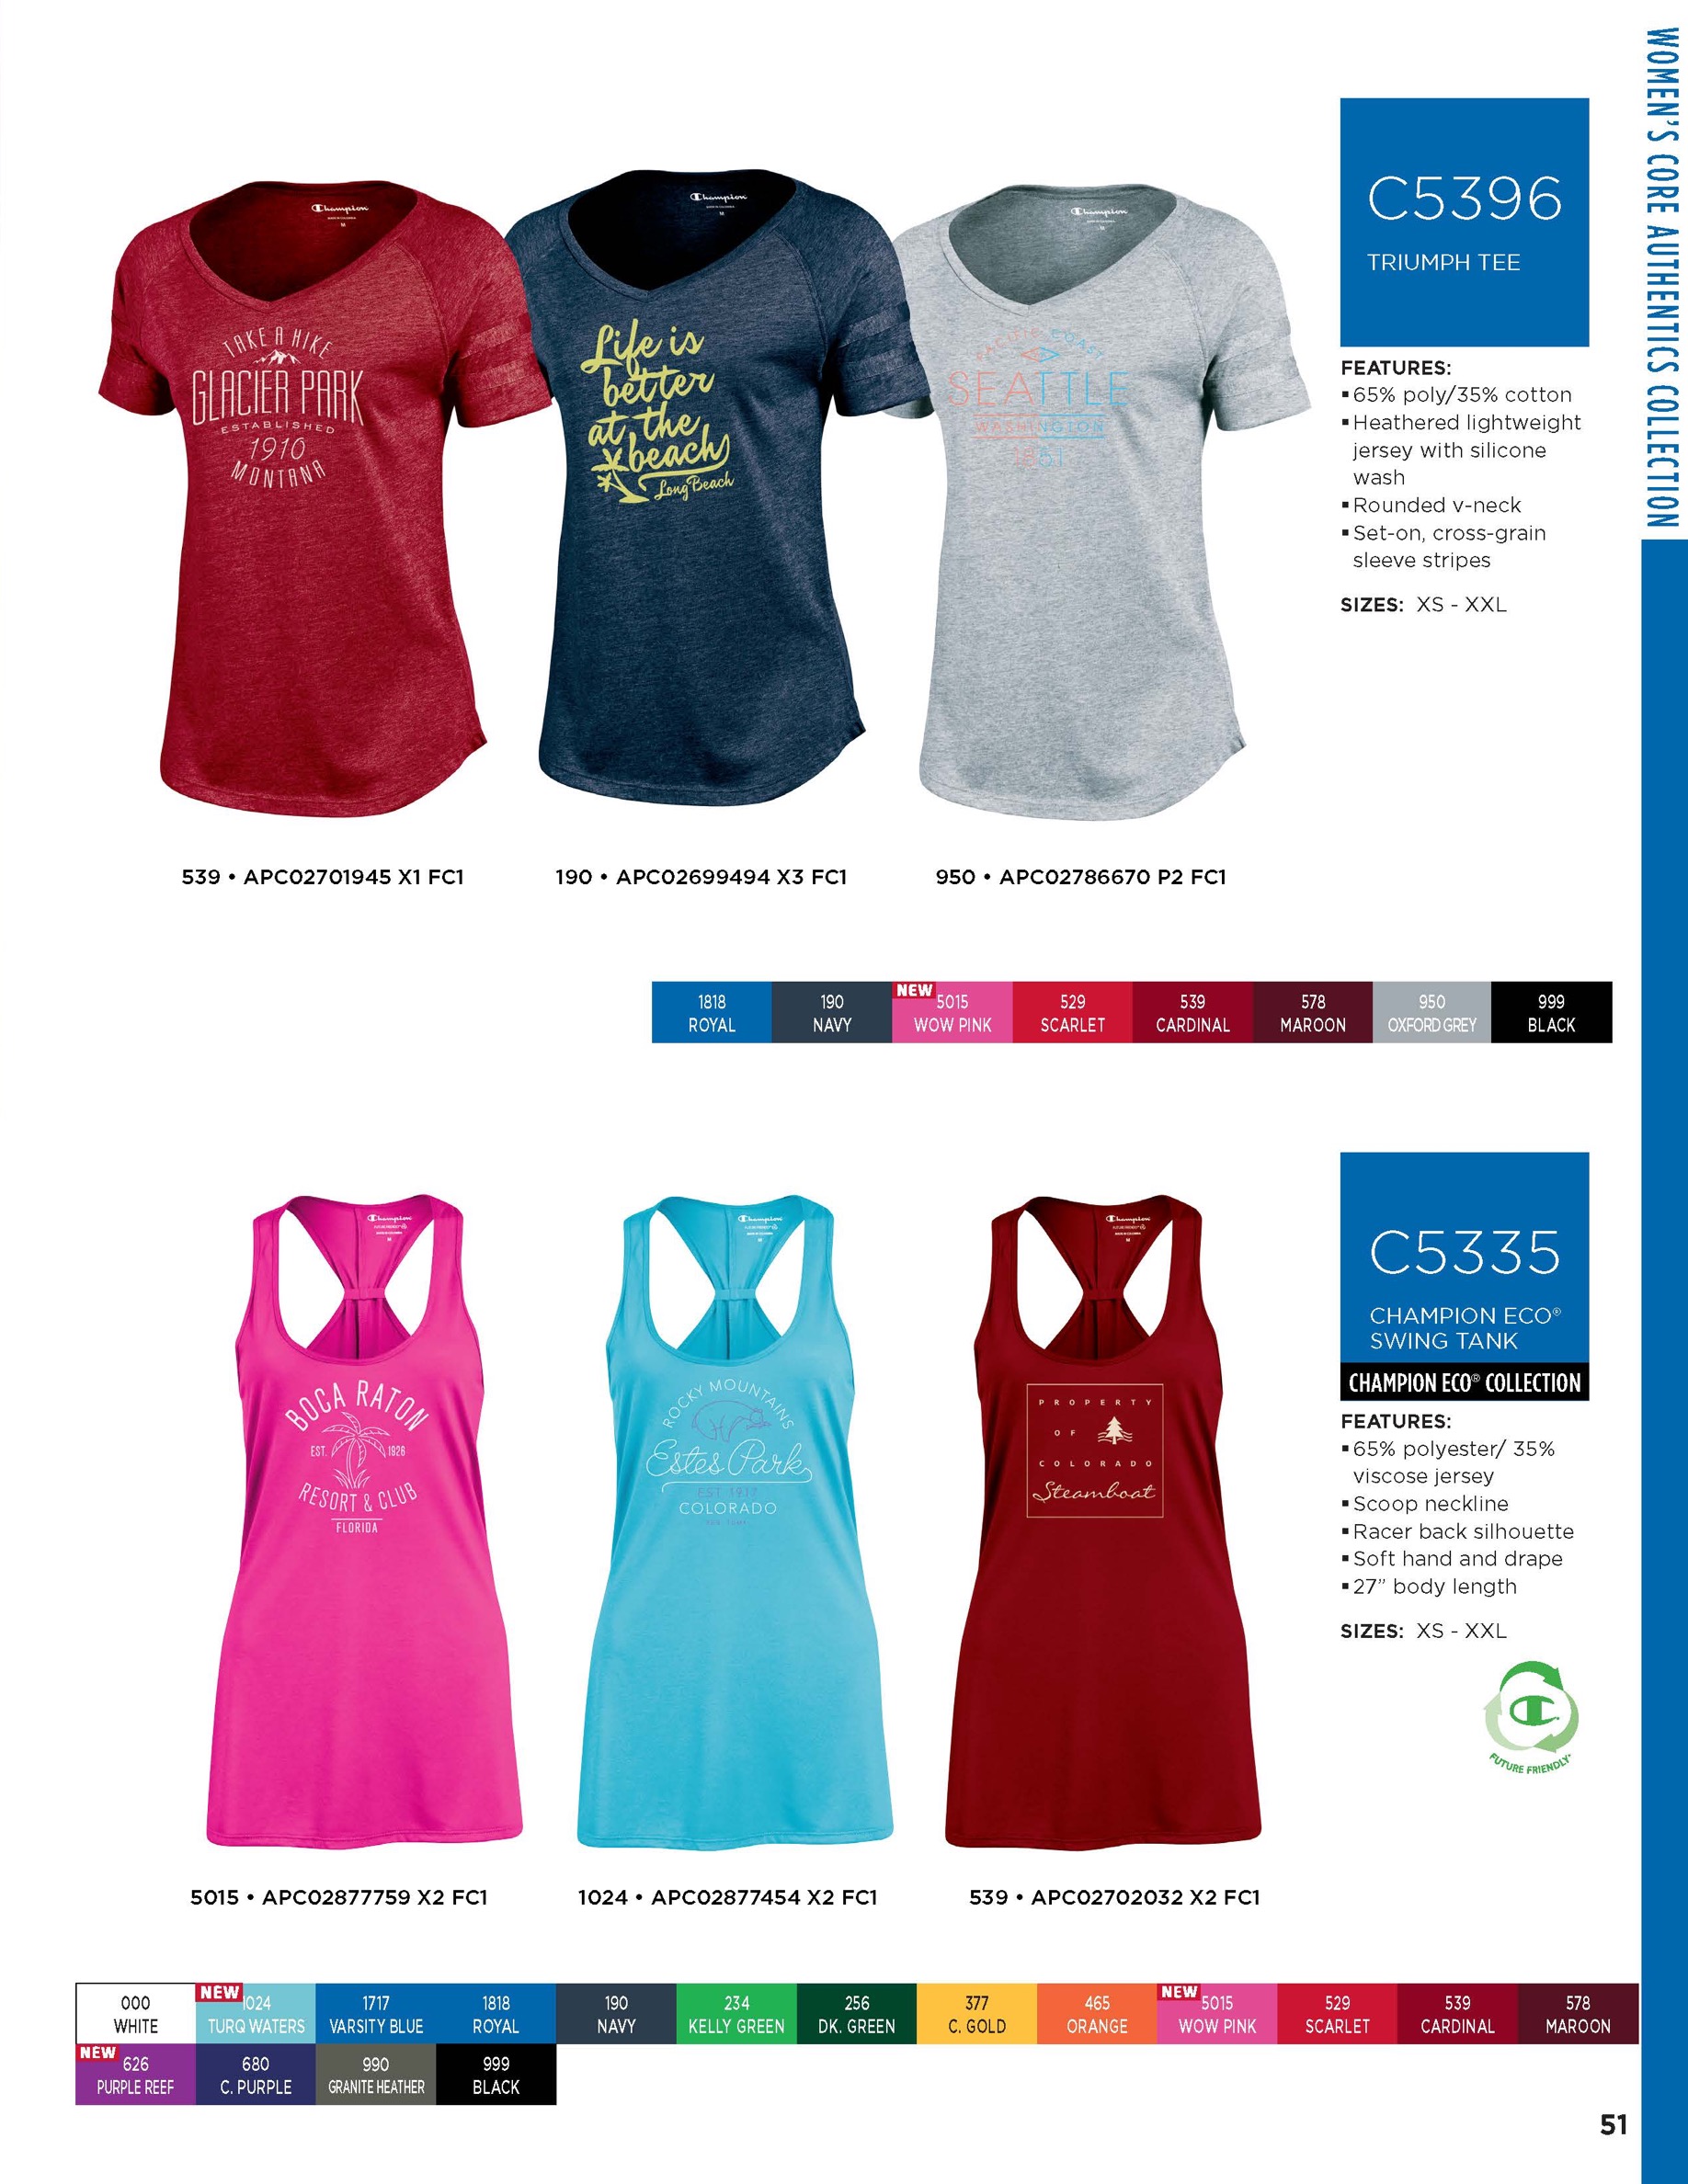 WOMEN'S CORE AUTHENTICS COLLECTION
C5396
TRIUMPH TEE
FEATURES:
▪ 65% poly/35% cotton
▪ Heathered lightweight
jersey with silicone
wash
▪ Rounded v-neck
▪ Set-on, cross-grain
sleeve stripes
SIZES: XS - XXL
Champion
M
TAKE A HIKE
GLACIER PARK
ESTABLISHED
1910
MONTANA
Champion
M
Life is
better
at the
beach
Long Beach
Champion
M
PACIFIC COAST
SEATTLE
WASHINGTON
1851
539 • APC02701945 X1 FC1
190 • APC02699494 X3 FC1
950 • APC02786670 P2 FC1
1818
ROYAL
190
NAVY
NEW
5015
WOW PINK
529
SCARLET
539
CARDINAL
578
MAROON
950
OXFORD GREY
999
BLACK
C5335
CHAMPION ECO®
SWING TANK
CHAMPION ECO® COLLECTION
FEATURES:
▪ 65% polyester/ 35%
viscose jersey
▪ Scoop neckline
▪ Racer back silhouette
▪ Soft hand and drape
▪ 27” body length
SIZES: XS - XXL
FUTURE FRIENDLY
Champion
M
BOCA RATON
EST. 1926
RESORT & CLUB
FLORIDA
Champion
M
ROCKY MOUNTAINS
Estes Park
EST. 1917
COLORADO
Champion
M
PROPERTY
OF
COLORADO
Steamboat
5015 • APC02877759 X2 FC1
1024 • APC02877454 X2 FC1
539 • APC02702032 X2 FC1
000
WHITE
NEW
1024
TURQ WATERS
1717
VARSITY BLUE
1818
ROYAL
190
NAVY
234
KELLY GREEN
256
DK. GREEN
377
C. GOLD
465
ORANGE
NEW
5015
WOW PINK
529
SCARLET
539
CARDINAL
578
MAROON
NEW
626
PURPLE REEF
680
C. PURPLE
990
GRANITE HEATHER
999
BLACK
51